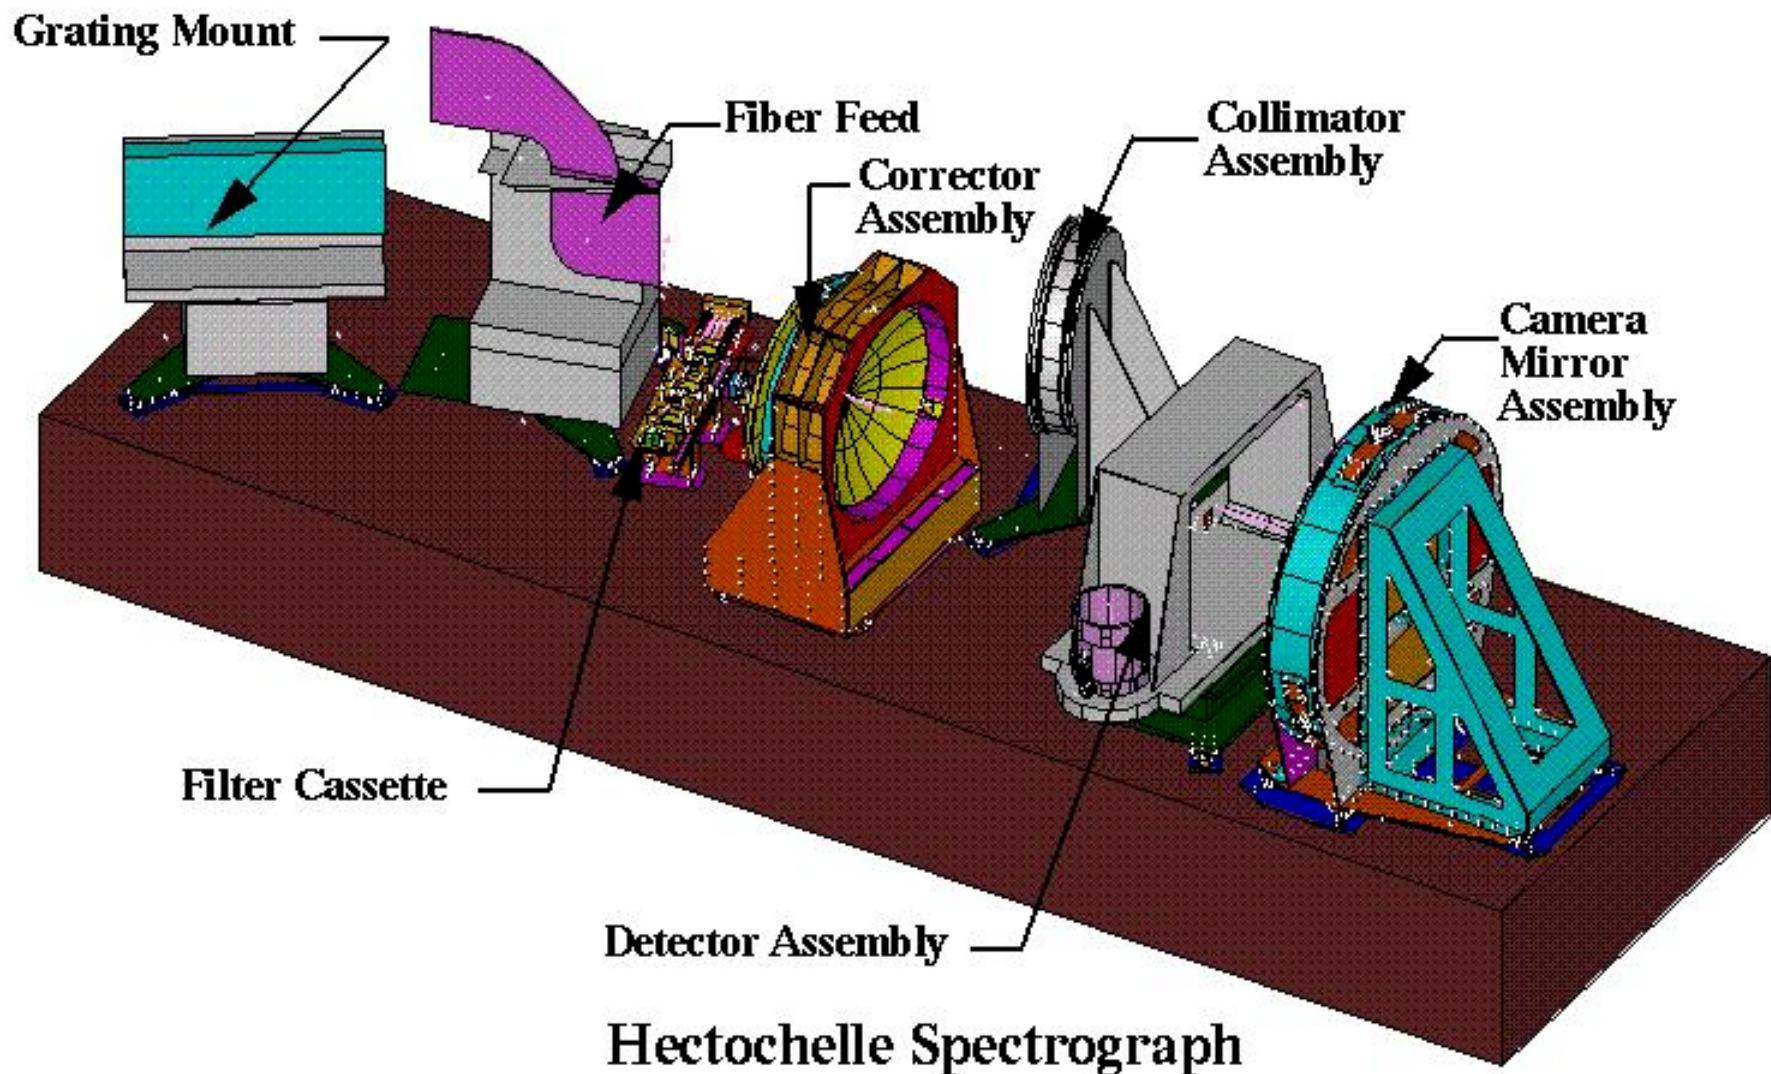 Grating Mount
Fiber Feed
Collimator
Assembly
Corrector
Assembly
Camera
Mirror
Assembly
Filter Cassette
Detector Assembly
Hectochelle Spectrograph